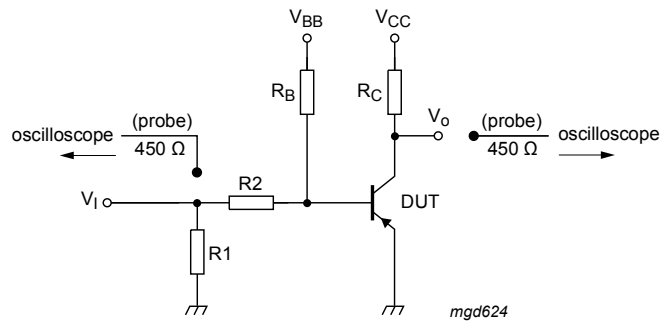 VBB
VCC
RB
RC
Vo
(probe)
oscilloscope
450 Ω
(probe)
oscilloscope
450 Ω
R2
VI
DUT
R1
mgd624